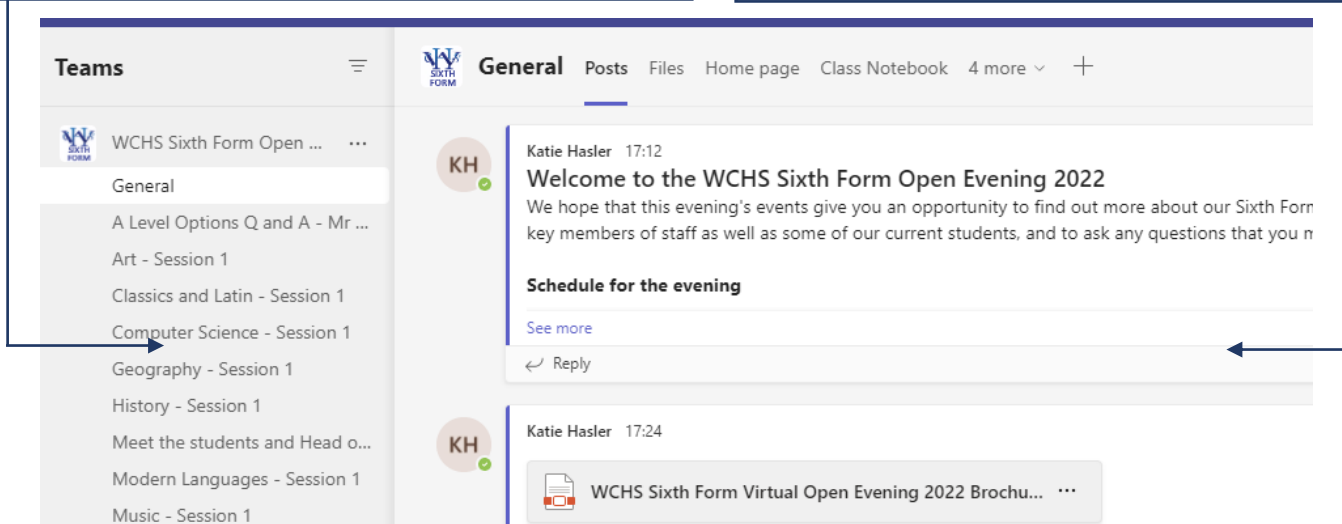 Teams
WCHS Sixth Form Open ...
General
A Level Options Q and A - Mr ...
Art - Session 1
Classics and Latin - Session 1
Computer Science - Session 1
Geography - Session 1
History - Session 1
Meet the students and Head o...
Modern Languages - Session 1
Music - Session 1
SIXTH
FORM
General Posts Files Home page Class Notebook 4 more
KH
Katie Hasler 17:12
Welcome to the WCHS Sixth Form Open Evening 2022
We hope that this evening's events give you an opportunity to find out more about our Sixth Form
key members of staff as well as some of our current students, and to ask any questions that you
Schedule for the evening
See more
Reply
KH
Katie Hasler 17:24
WCHS Sixth Form Virtual Open Evening 2022 Brochu... ...